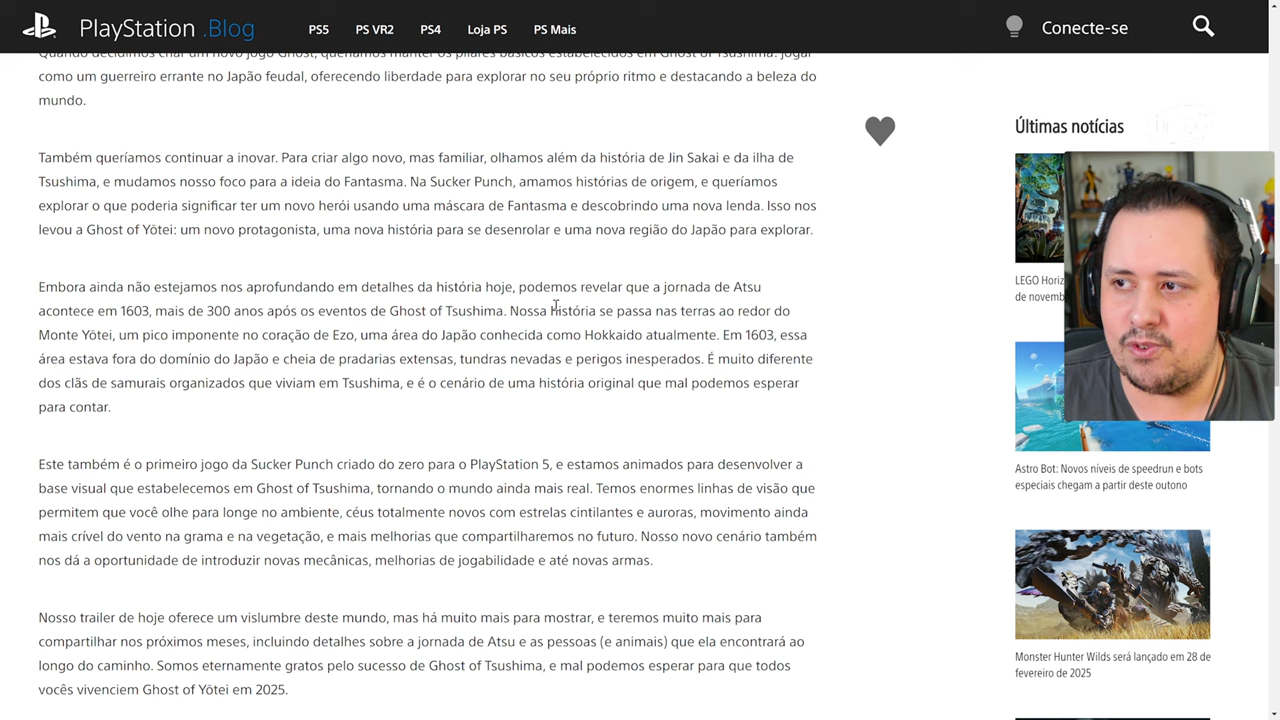 PlayStation.Blog
PS5
PS VR2
PS4
Loja PS
PS Mais
Conecte-se
Quando decidimos criar um novo jogo Ghost, queríamos manter os pilares básicos estabelecidos em Ghost of Tsushima: jogar
como um guerreiro errante no Japão feudal, oferecendo liberdade para explorar no seu próprio ritmo e destacando a beleza do
mundo.
Também queríamos continuar a inovar. Para criar algo novo, mas familiar, olhamos além da história de Jin Sakai e da ilha de
Tsushima, e mudamos nosso foco para a ideia do Fantasma. Na Sucker Punch, amamos histórias de origem, e queríamos
explorar o que poderia significar ter um novo herói usando uma máscara de Fantasma e descobrindo uma nova lenda. Isso nos
levou a Ghost of Yōtei: um novo protagonista, uma nova história para se desenrolar e uma nova região do Japão para explorar.
Embora ainda não estejamos nos aprofundando em detalhes da história hoje, podemos revelar que a jornada de Atsu
acontece em 1603, mais de 300 anos após os eventos de Ghost of Tsushima. Nossa história se passa nas terras ao redor do
Monte Yōtei, um pico imponente no coração de Ezo, uma área do Japão conhecida como Hokkaido atualmente. Em 1603, essa
área estava fora do domínio do Japão e cheia de pradarias extensas, tundras nevadas e perigos inesperados. É muito diferente
dos clãs de samurais organizados que viviam em Tsushima, e é o cenário de uma história original que mal podemos esperar
para contar.
Este também é o primeiro jogo da Sucker Punch criado do zero para o PlayStation 5, e estamos animados para desenvolver a
base visual que estabelecemos em Ghost of Tsushima, tornando o mundo ainda mais real. Temos enormes linhas de visão que
permitem que você olhe para longe no ambiente, céus totalmente novos com estrelas cintilantes e auroras, movimento ainda
mais crível do vento na grama e na vegetação, e mais melhorias que compartilharemos no futuro. Nosso novo cenário também
nos dá a oportunidade de introduzir novas mecânicas, melhorias de jogabilidade e até novas armas.
Nosso trailer de hoje oferece um vislumbre deste mundo, mas há muito mais para mostrar, e teremos muito mais para
compartilhar nos próximos meses, incluindo detalhes sobre a jornada de Atsu e as pessoas (e animais) que ela encontrará ao
longo do caminho. Somos eternamente gratos pelo sucesso de Ghost of Tsushima, e mal podemos esperar para que todos
vocês vivenciem Ghost of Yōtei em 2025.
Últimas notícias
LEGO Horiz
de novemb
Astro Bot: Novos níveis de speedrun e bots
especiais chegam a partir deste outono
Monster Hunter Wilds será lançado em 28 de
fevereiro de 2025